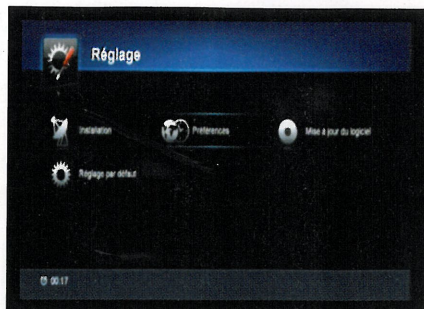 Réglage
Installation
Préférences
Mise à jour du logiciel
Réglage par défaut
00:17